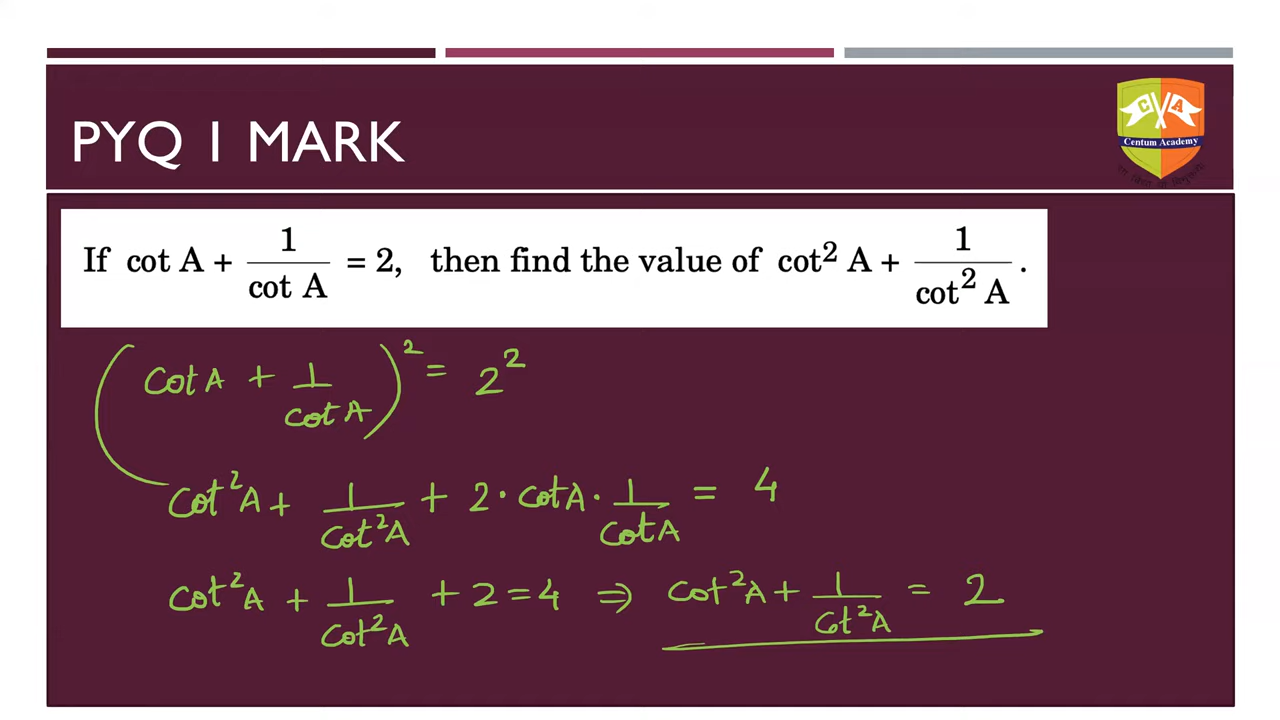 PYQ 1 MARK
C A
Centum Academy
If cot A + 1/cot A = 2, then find the value of cot² A + 1/cot² A.
(cot A + 1/cot A)² = 2²
cot²A + 1/cot²A + 2 · cot A · 1/cot A = 4
cot²A + 1/cot²A + 2 = 4 ⇒ cot²A + 1/cot²A = 2